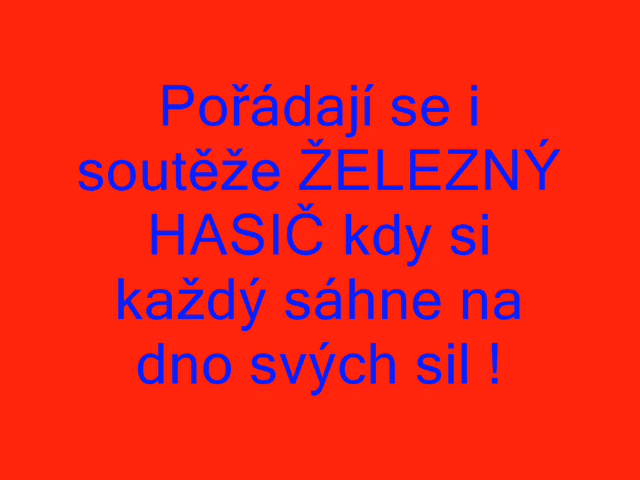 Pořádají se i
soutěže ŽELEZNÝ
HASIČ kdy si
každý sáhne na
dno svých sil !